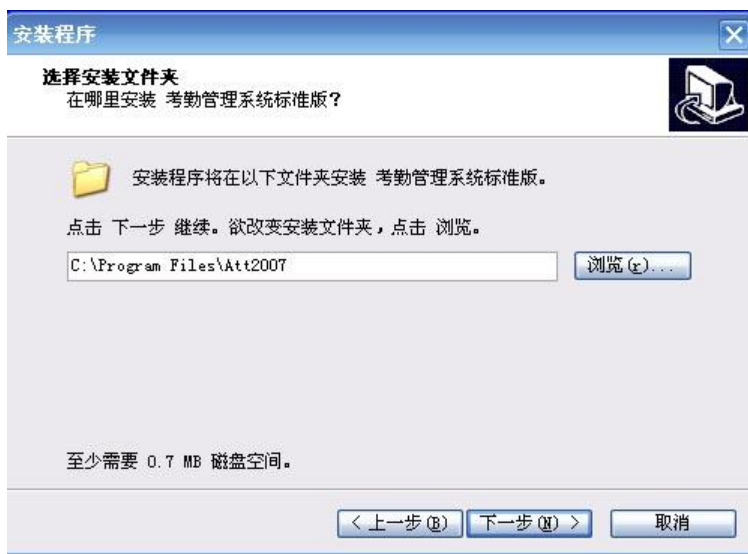 安装程序
选择安装文件夹
在哪里安装 考勤管理系统标准版?
安装程序将在以下文件夹安装 考勤管理系统标准版。
点击 下一步 继续。欲改变安装文件夹，点击 浏览。
C:\Program Files\Att2007
浏览(r)...
至少需要 0.7 MB 磁盘空间。
< 上一步(B) 下一步(N) > 取消